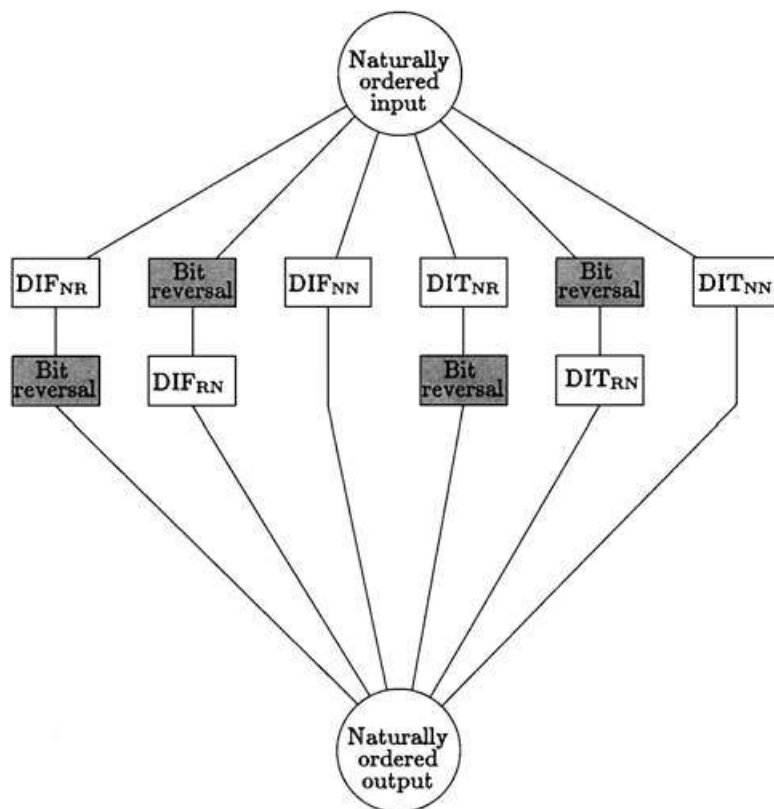 Naturally
ordered
input
DIF_NR
Bit
reversal
DIF_NN
DIT_NR
Bit
reversal
DIT_NN
Bit
reversal
DIF_RN
Bit
reversal
DIT_RN
Naturally
ordered
output